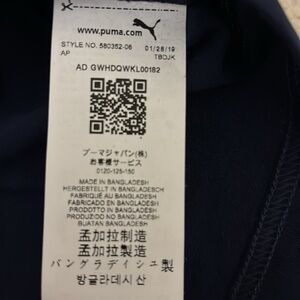 www.puma.com
STYLE NO. 580352-06 01/28/19
AP TBDJK
AD GWHDQWKL00182
プーマジャパン(株)
お客様サービス
0120-125-150
MADE IN BANGLADESH
HERGESTELLT IN BANGLADESCH
FABRIQUÉ AU BANGLADESH
FABRICADO EN BANGLADESH
PRODOTTO IN BANGLADESH
PRODUZIDO NO BANGLADESH
BUATAN BANGLADESH
孟加拉制造
孟加拉製造
バングラデイシュ製
방글라데시 산